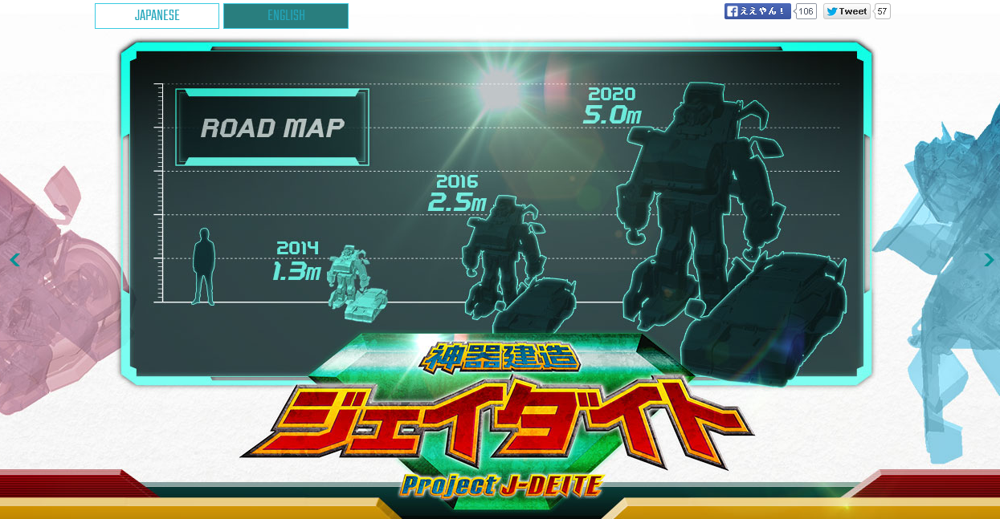 JAPANESE
ENGLISH
ええやん！ 106
Tweet 57
ROAD MAP
2020
5.0m
2016
2.5m
2014
1.3m
神器建造
ジェイダイト
Project J-DEITE